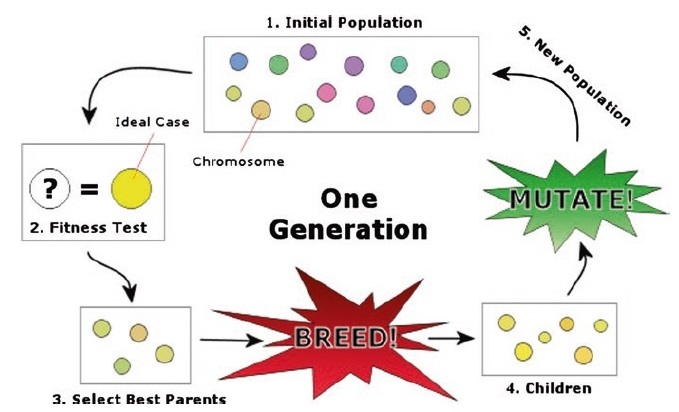 1. Initial Population
5. New Population
Ideal Case
Chromosome
? =
2. Fitness Test
One
Generation
MUTATE!
BREED!
3. Select Best Parents
4. Children